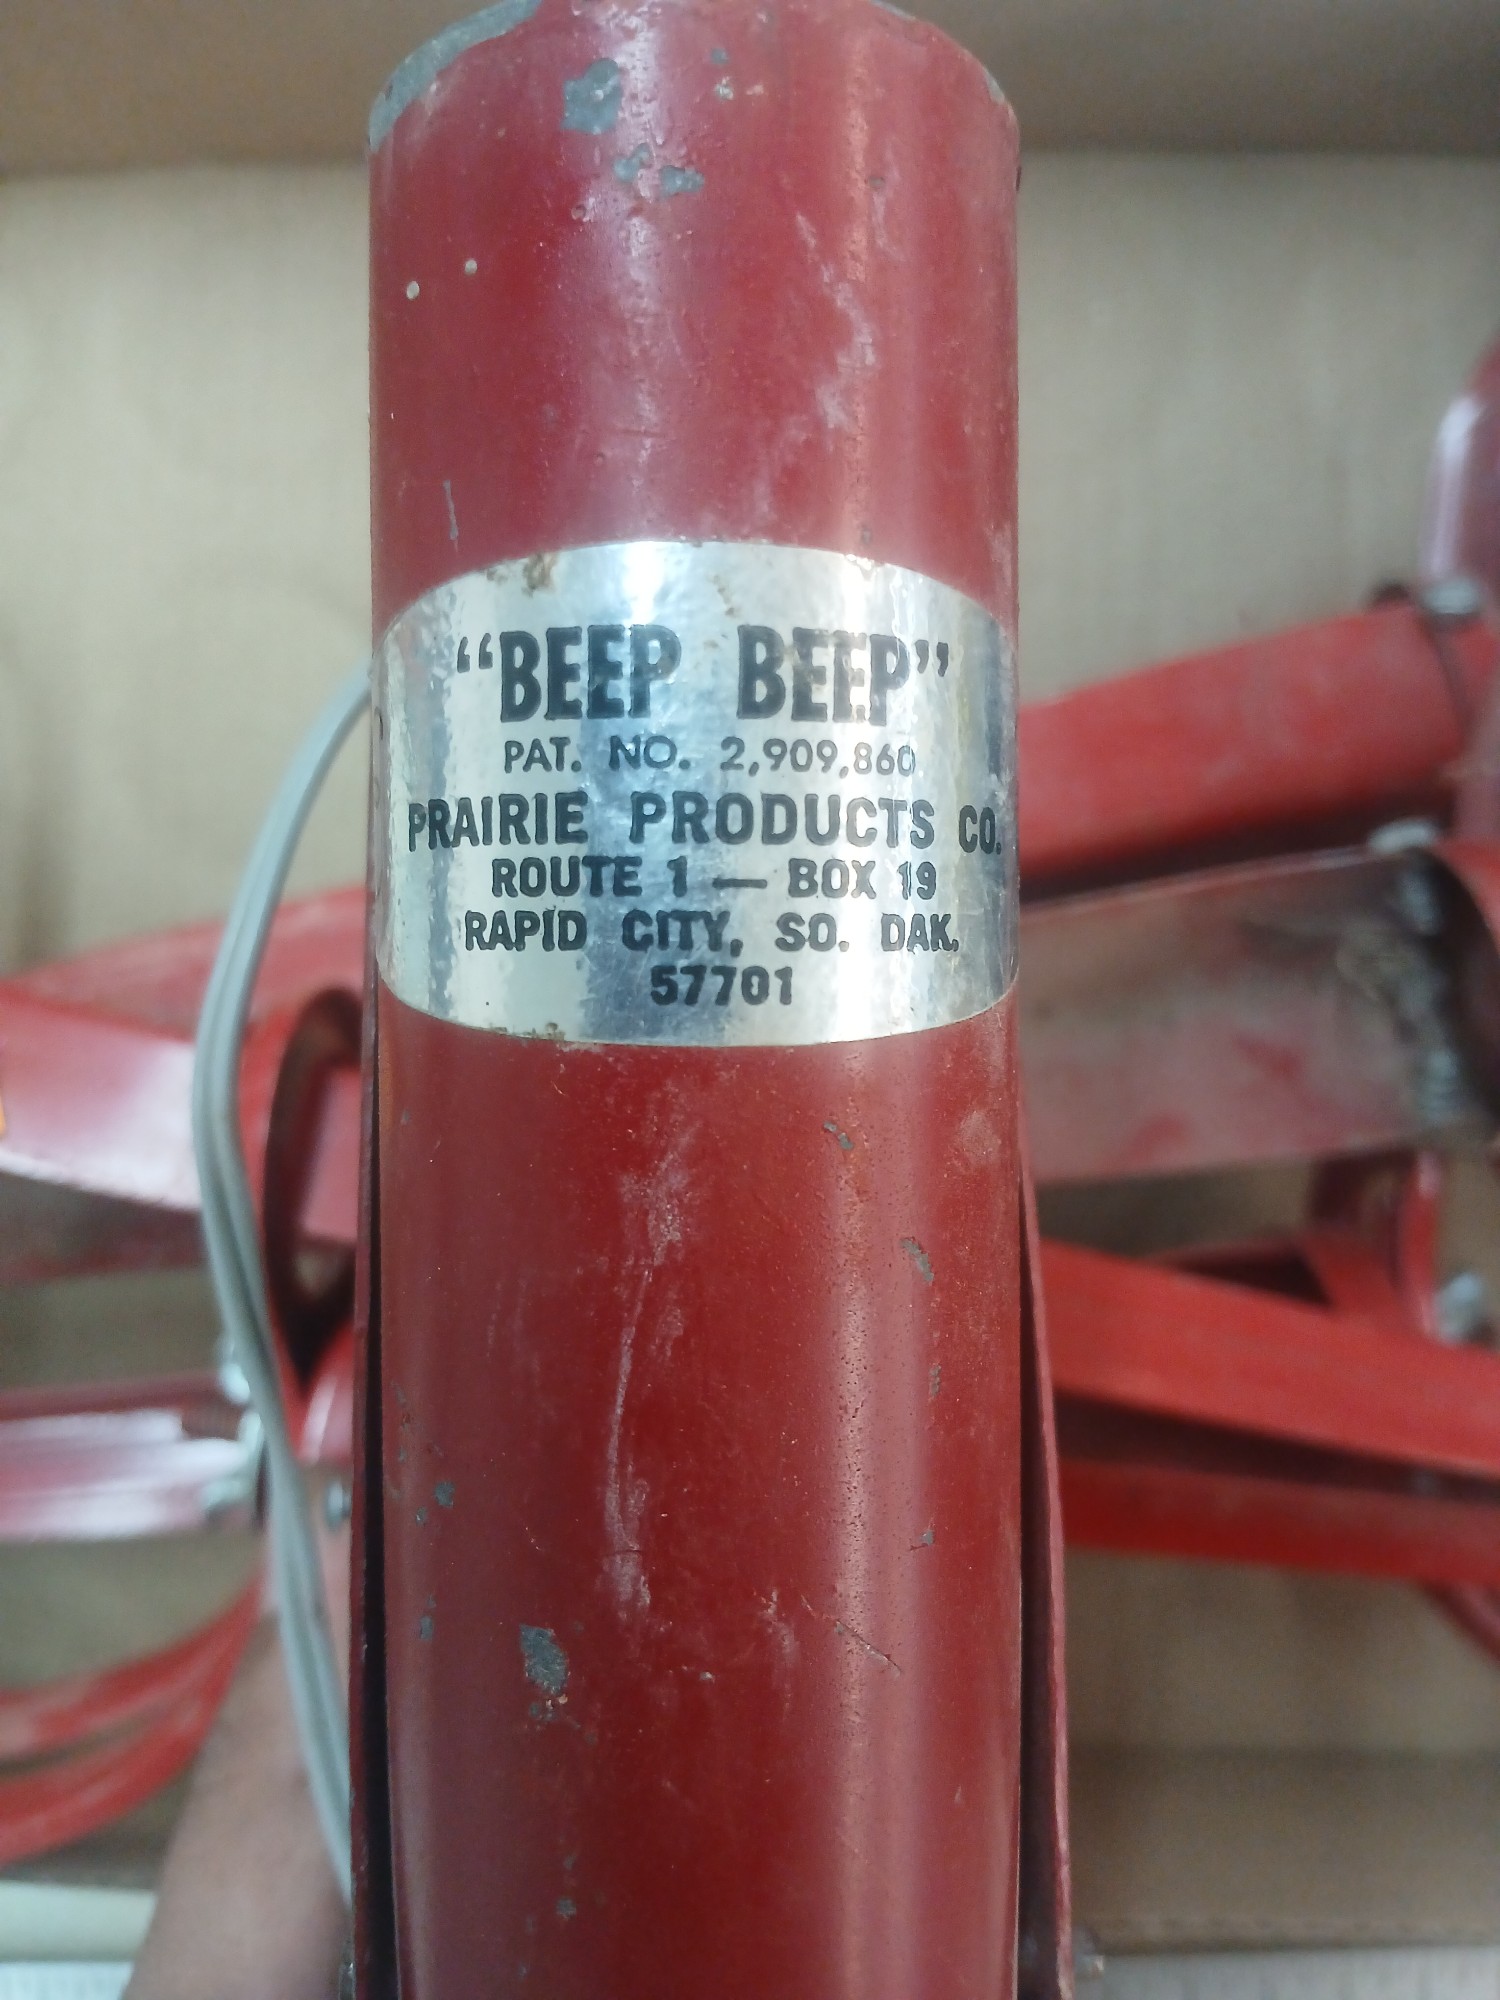 “BEEP BEEP”
PAT. NO. 2,909,860
PRAIRIE PRODUCTS CO.
ROUTE 1 — BOX 19
RAPID CITY, SO. DAK.
57701